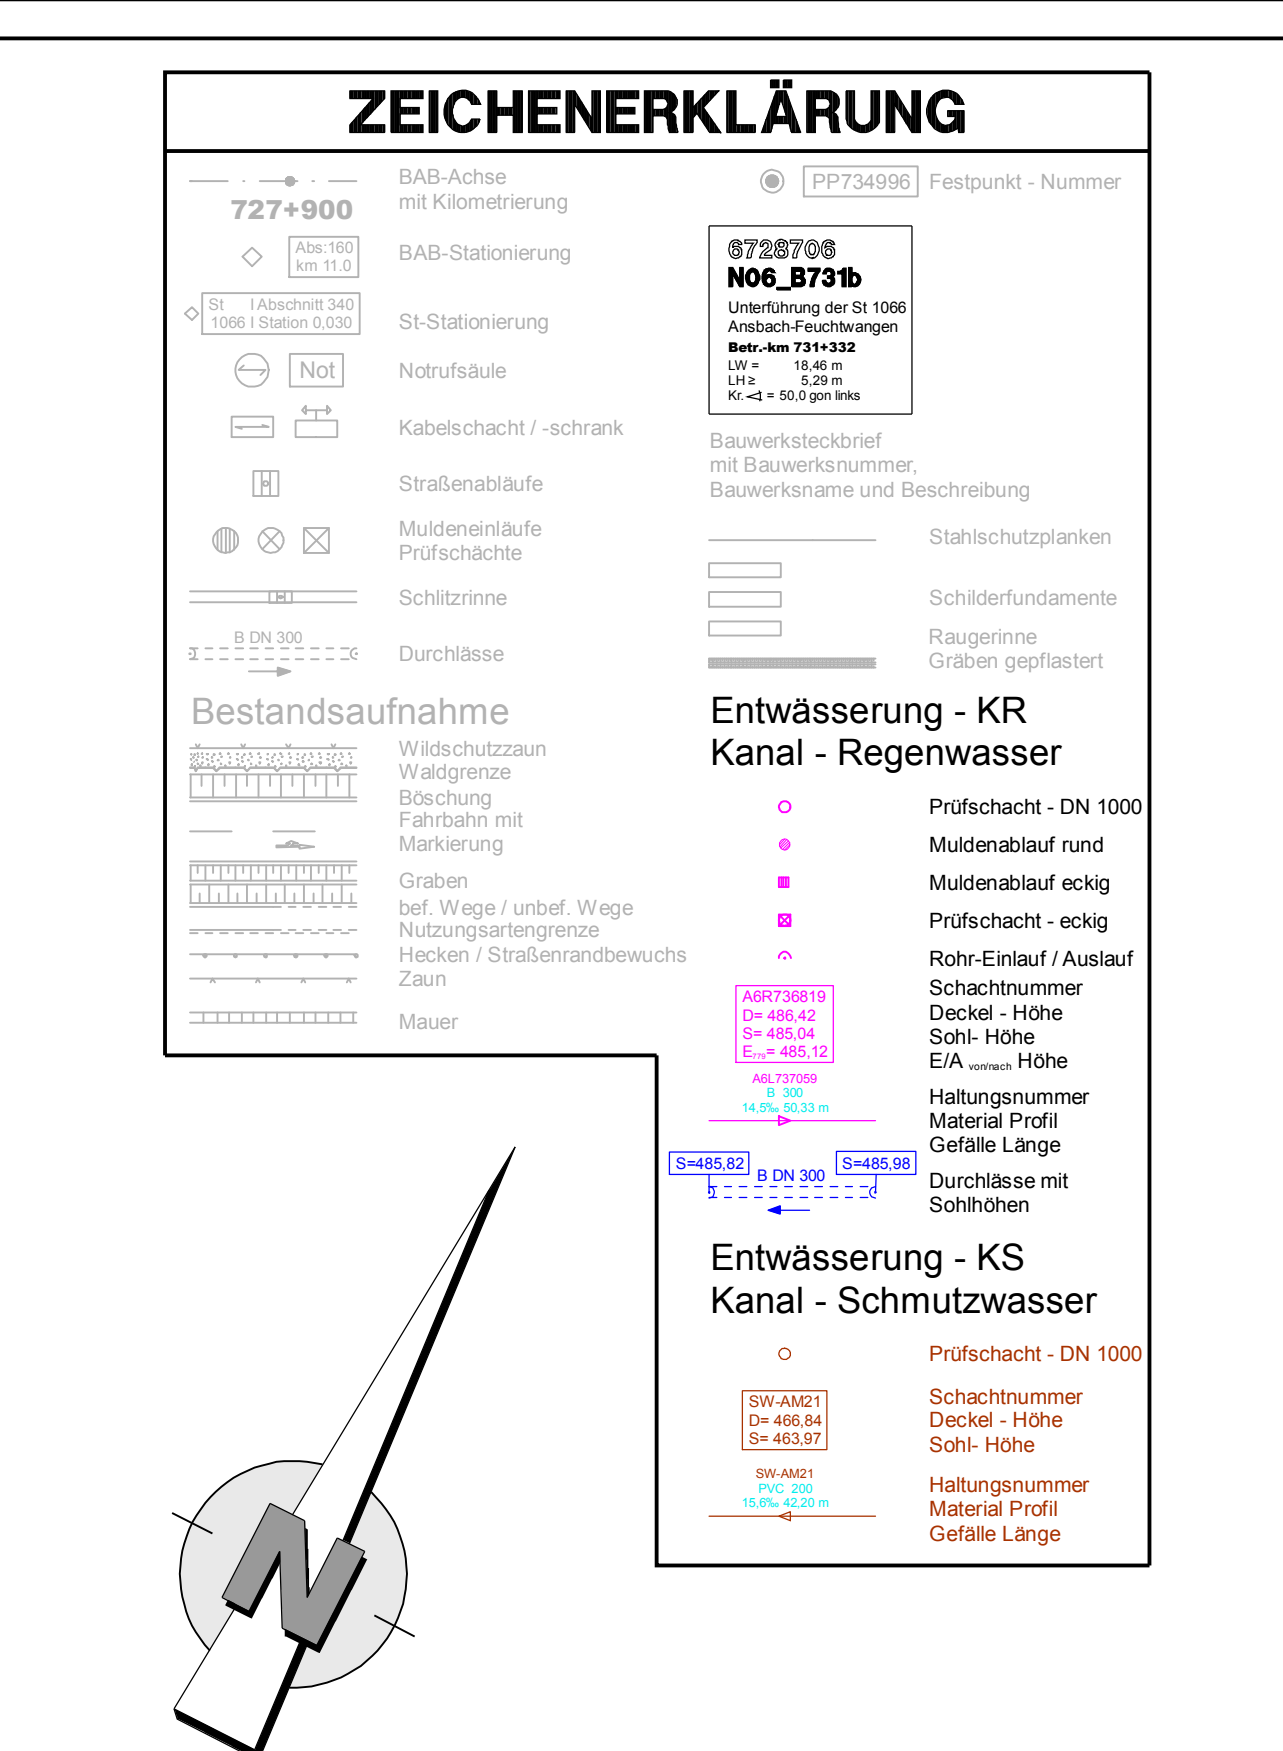 ZEICHENERKLÄRUNG
BAB-Achse
mit Kilometrierung
727+900
Abs:160
km 11.0
BAB-Stationierung
St I Abschnitt 340
1066 I Station 0,030
St-Stationierung
Not
Notrufsäule
Kabelschacht / -schrank
Straßenabläufe
Muldeneinläufe
Prüfschächte
Schlitzrinne
B DN 300
Durchlässe
Bestandsaufnahme
Wildschutzzaun
Waldgrenze
Böschung
Fahrbahn mit
Markierung
Graben
bef. Wege / unbef. Wege
Nutzungsartengrenze
Hecken / Straßenrandbewuchs
Zaun
Mauer
PP734996
Festpunkt - Nummer
6728706
N06_B731b
Unterführung der St 1066
Ansbach-Feuchtwangen
Betr.-km 731+332
LW = 18,46 m
LH ≥ 5,29 m
Kr. = 50,0 gon links
Bauwerksteckbrief
mit Bauwerksnummer,
Bauwerksname und Beschreibung
Stahlschutzplanken
Schilderfundamente
Raugerinne
Gräben gepflastert
Entwässerung - KR
Kanal - Regenwasser
Prüfschacht - DN 1000
Muldenablauf rund
Muldenablauf eckig
Prüfschacht - eckig
Rohr-Einlauf / Auslauf
A6R736819
D= 486,42
S= 485,04
E779= 485,12
Schachtnummer
Deckel - Höhe
Sohl- Höhe
E/A von/nach Höhe
A6L737059
B 300
14,5‰ 50,33 m
Haltungsnummer
Material Profil
Gefälle Länge
S=485,82
B DN 300
S=485,98
Durchlässe mit
Sohlhöhen
Entwässerung - KS
Kanal - Schmutzwasser
Prüfschacht - DN 1000
SW-AM21
D= 466,84
S= 463,97
Schachtnummer
Deckel - Höhe
Sohl- Höhe
SW-AM21
PVC 200
15,6‰ 42,20 m
Haltungsnummer
Material Profil
Gefälle Länge
N